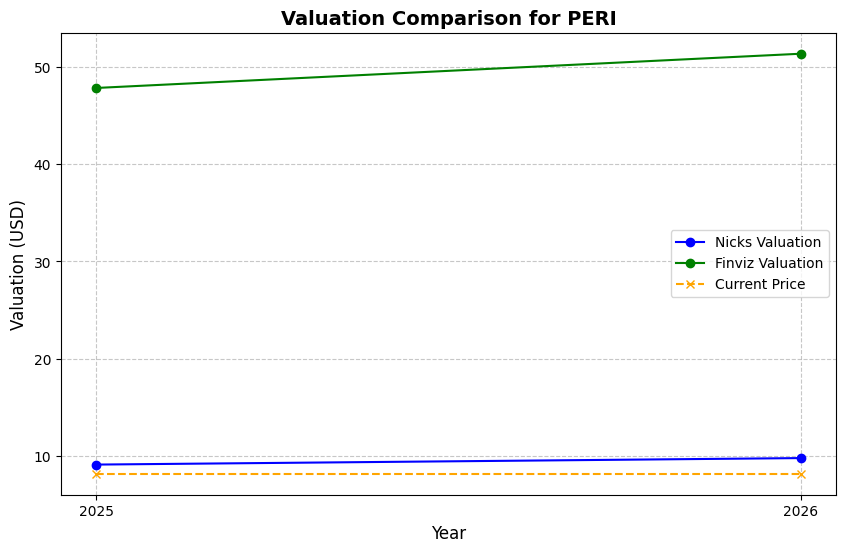 Valuation Comparison for PERI
Valuation (USD)
50
40
30
20
10
Nicks Valuation
Finviz Valuation
Current Price
2025
2026
Year